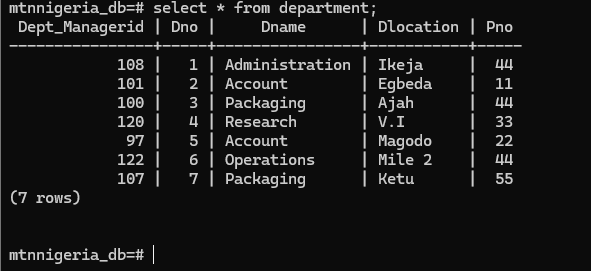 mtnnigeria_db=# select * from department;
 Dept_Managerid | Dno |     Dname      | Dlocation | Pno
----------------+-----+----------------+-----------+-----
            108 |   1 | Administration | Ikeja     |  44
            101 |   2 | Account        | Egbeda    |  11
            100 |   3 | Packaging      | Ajah      |  44
            120 |   4 | Research       | V.I       |  33
             97 |   5 | Account        | Magodo    |  22
            122 |   6 | Operations     | Mile 2    |  44
            107 |   7 | Packaging      | Ketu      |  55
(7 rows)
mtnnigeria_db=#